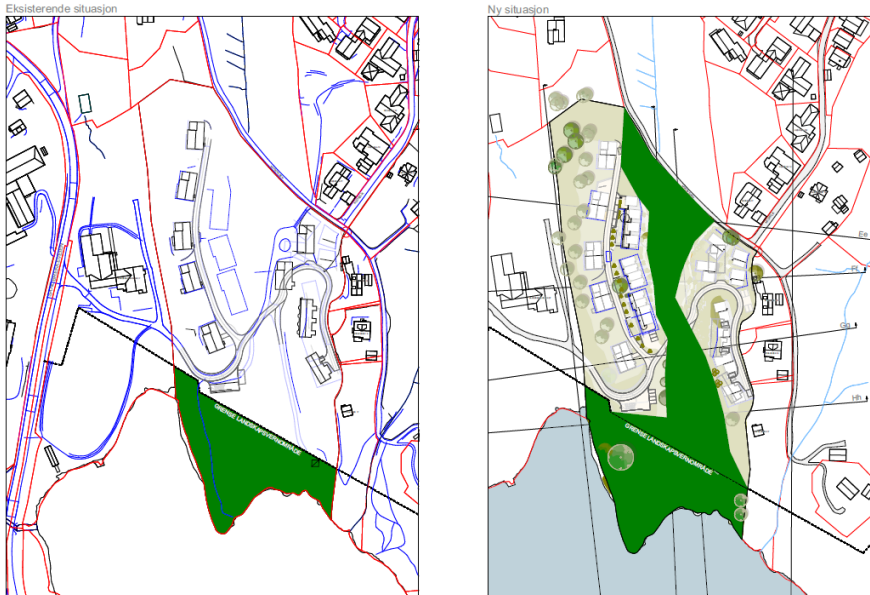 Eksisterende situasjon
Ny situasjon
GRENSE LANDSKAPSVERNOMRÅDE
GRENSE LANDSKAPSVERNOMRÅDE
Ee
Ff
Gg
Hh